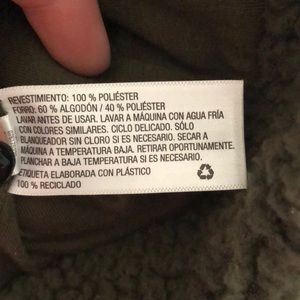 REVESTIMIENTO: 100 % POLIÉSTER
FORRO: 60 % ALGODÓN / 40 % POLIÉSTER
LAVAR ANTES DE USAR. LAVAR A MÁQUINA CON AGUA FRÍA
CON COLORES SIMILARES. CICLO DELICADO. SÓLO
BLANQUEADOR SIN CLORO SI ES NECESARIO. SECAR A
MÁQUINA A TEMPERATURA BAJA. RETIRAR OPORTUNAMENTE.
PLANCHAR A BAJA TEMPERATURA SI ES NECESARIO.
ETIQUETA ELABORADA CON PLÁSTICO
100 % RECICLADO